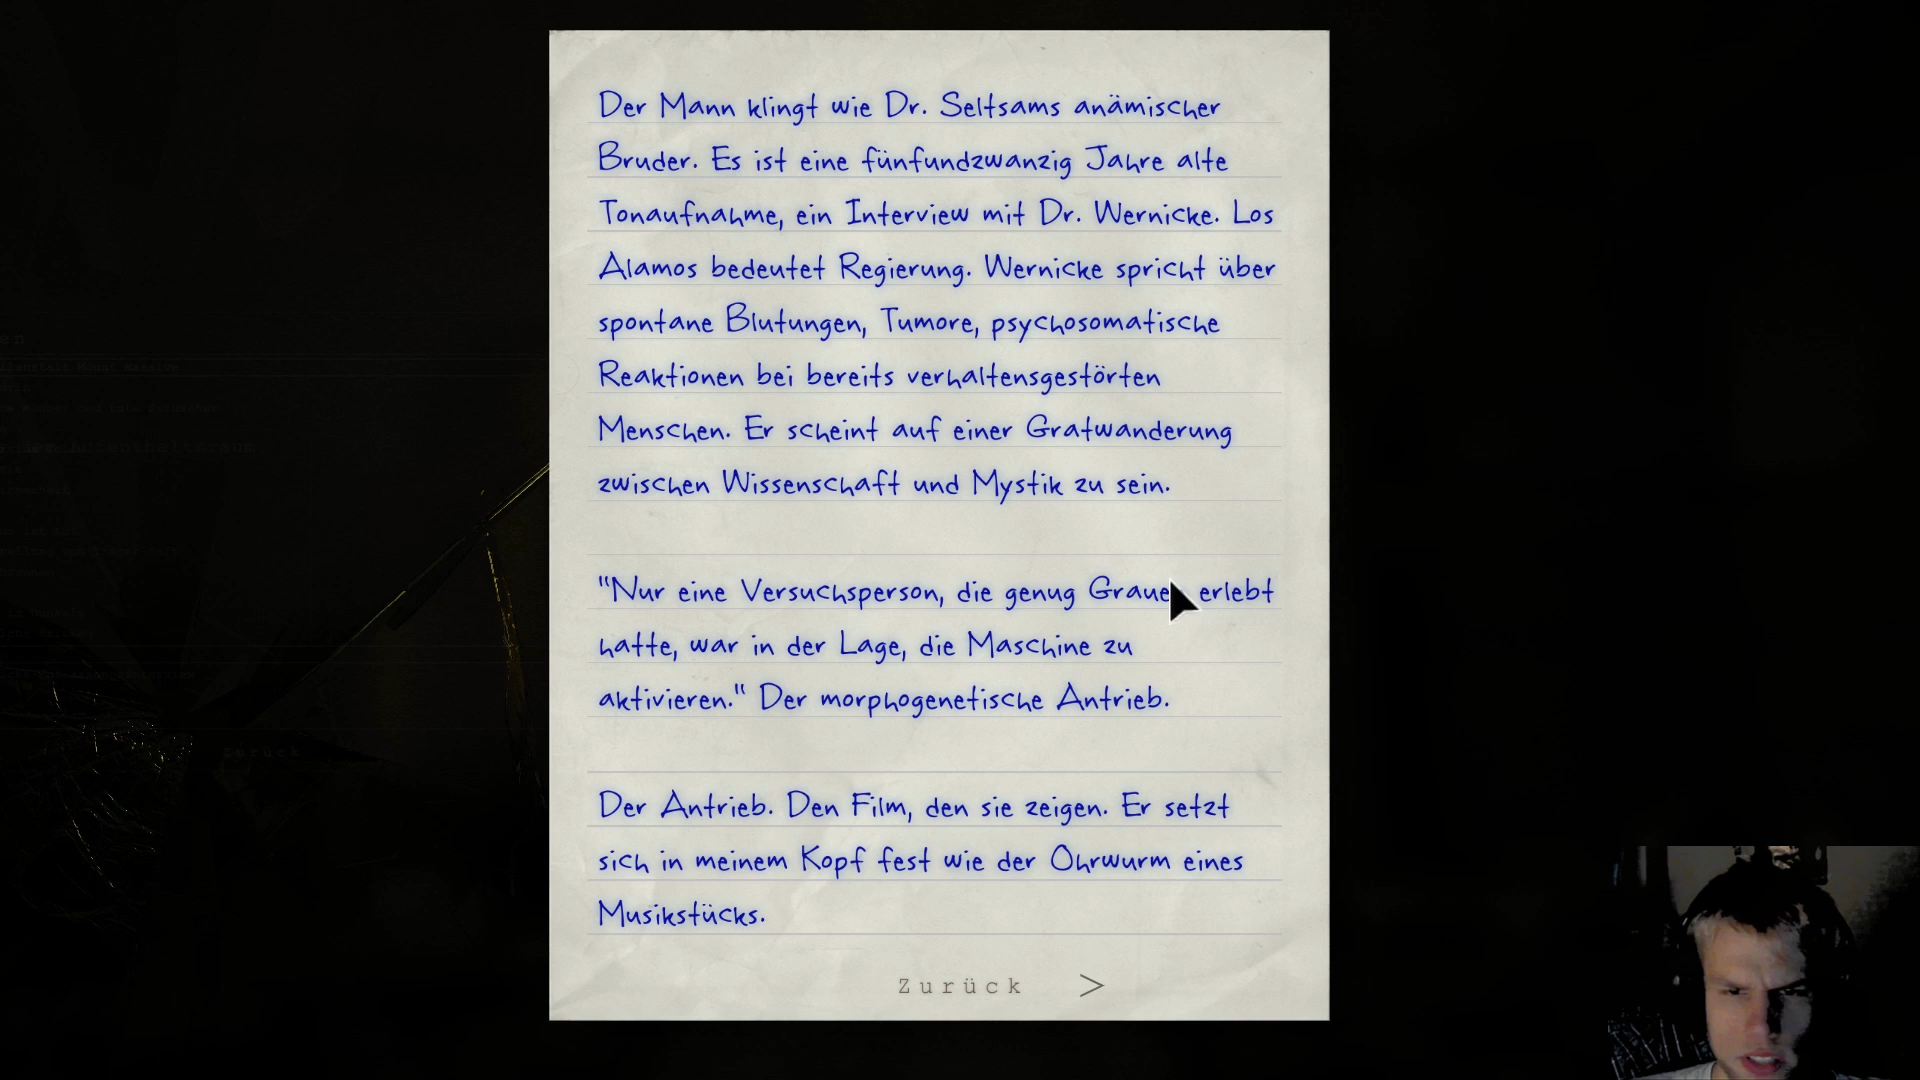 Der Mann klingt wie Dr. Seltsams anämischer
Bruder. Es ist eine fünfundzwanzig Jahre alte
Tonaufnahme, ein Interview mit Dr. Wernicke. Los
Alamos bedeutet Regierung. Wernicke spricht über
spontane Blutungen, Tumore, psychosomatische
Reaktionen bei bereits verhaltensgestörten
Menschen. Er scheint auf einer Gratwanderung
zwischen Wissenschaft und Mystik zu sein.
"Nur eine Versuchsperson, die genug erlebt
hatte, war in der Lage, die Maschine zu
aktivieren." Der morphogenetische Antrieb.
Der Antrieb. Den Film, den sie zeigen. Er setzt
sich in meinem Kopf fest wie der Ohrwurm eines
Musikstücks.
Zurück >
Zurück